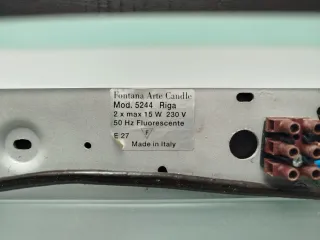 Fontana Arte Candle
Mod. 5244 Riga
2 x max 15 W 230 V
50 Hz Fluorescente
E 27
Made in Italy